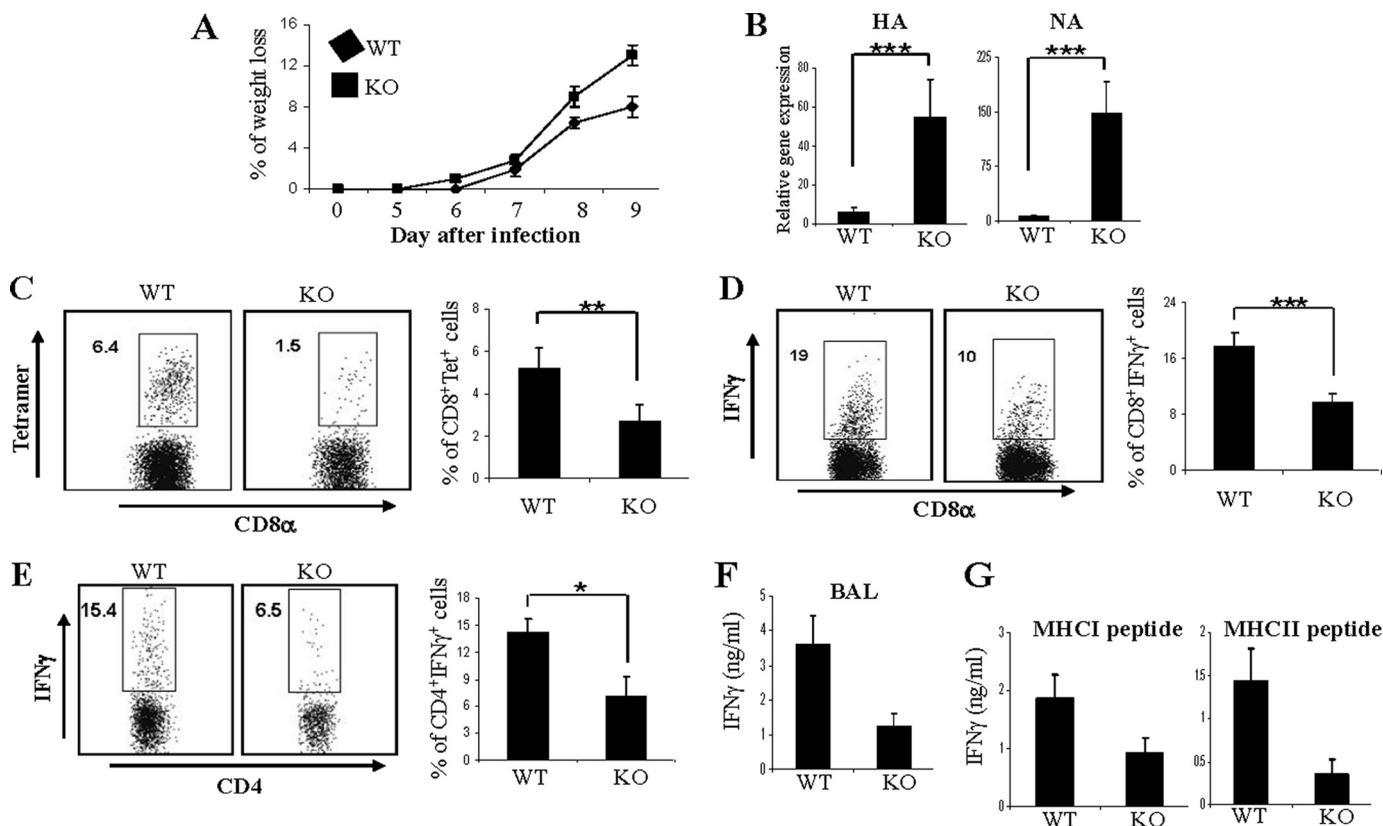 A
% of weight loss
16
12
8
4
0
WT
KO
0 5 6 7 8 9
Day after infection
B
HA
***
Relative gene expression
80
60
40
20
0
WT KO
NA
***
225
150
75
0
WT KO
C
WT KO
Tetramer
6.4
1.5
CD8α
% of CD8+Tet+ cells
8
6
4
2
0
**
WT KO
D
WT KO
IFNγ
19
10
CD8α
% of CD8+IFNγ+ cells
24
16
8
0
***
WT KO
E
WT KO
IFNγ
15.4
6.5
CD4
% of CD4+IFNγ+ cells
18
15
12
9
6
3
0
*
WT KO
F
BAL
IFNγ (ng/ml)
5
4
3
2
1
0
WT KO
G
MHCI peptide
IFNγ (ng/ml)
3
2
1
0
WT KO
MHCII peptide
2
1.5
1
0.5
0
WT KO